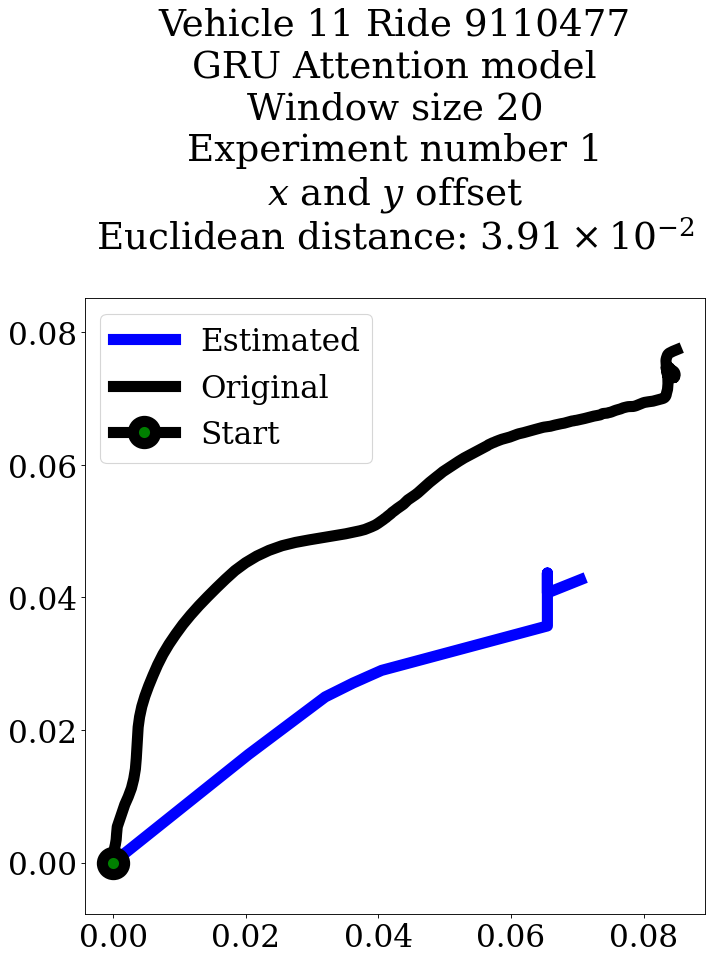 Vehicle 11 Ride 9110477
GRU Attention model
Window size 20
Experiment number 1
x and y offset
Euclidean distance: 3.91 × 10⁻²
Estimated
Original
Start
0.08
0.06
0.04
0.02
0.00
0.00 0.02 0.04 0.06 0.08